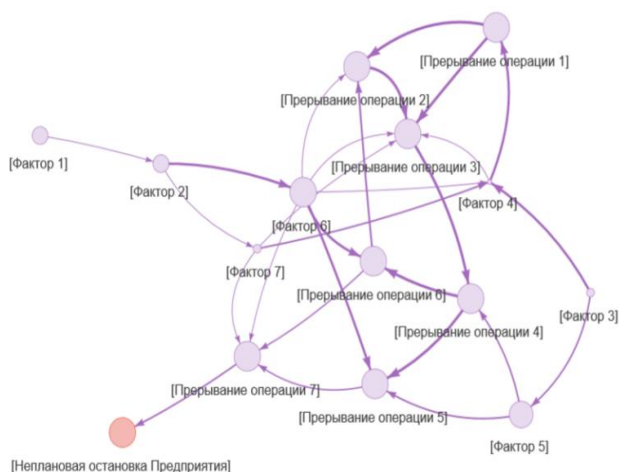 [Прерывание операции 1]
[Прерывание операции 2]
[Фактор 1]
[Прерывание операции 3]
[Фактор 2]
[Фактор 4]
[Фактор 6]
[Фактор 7]
[Прерывание операции 6]
[Фактор 3]
[Прерывание операции 4]
[Прерывание операции 7]
[Прерывание операции 5]
[Фактор 5]
[Неплановая остановка Предприятия]